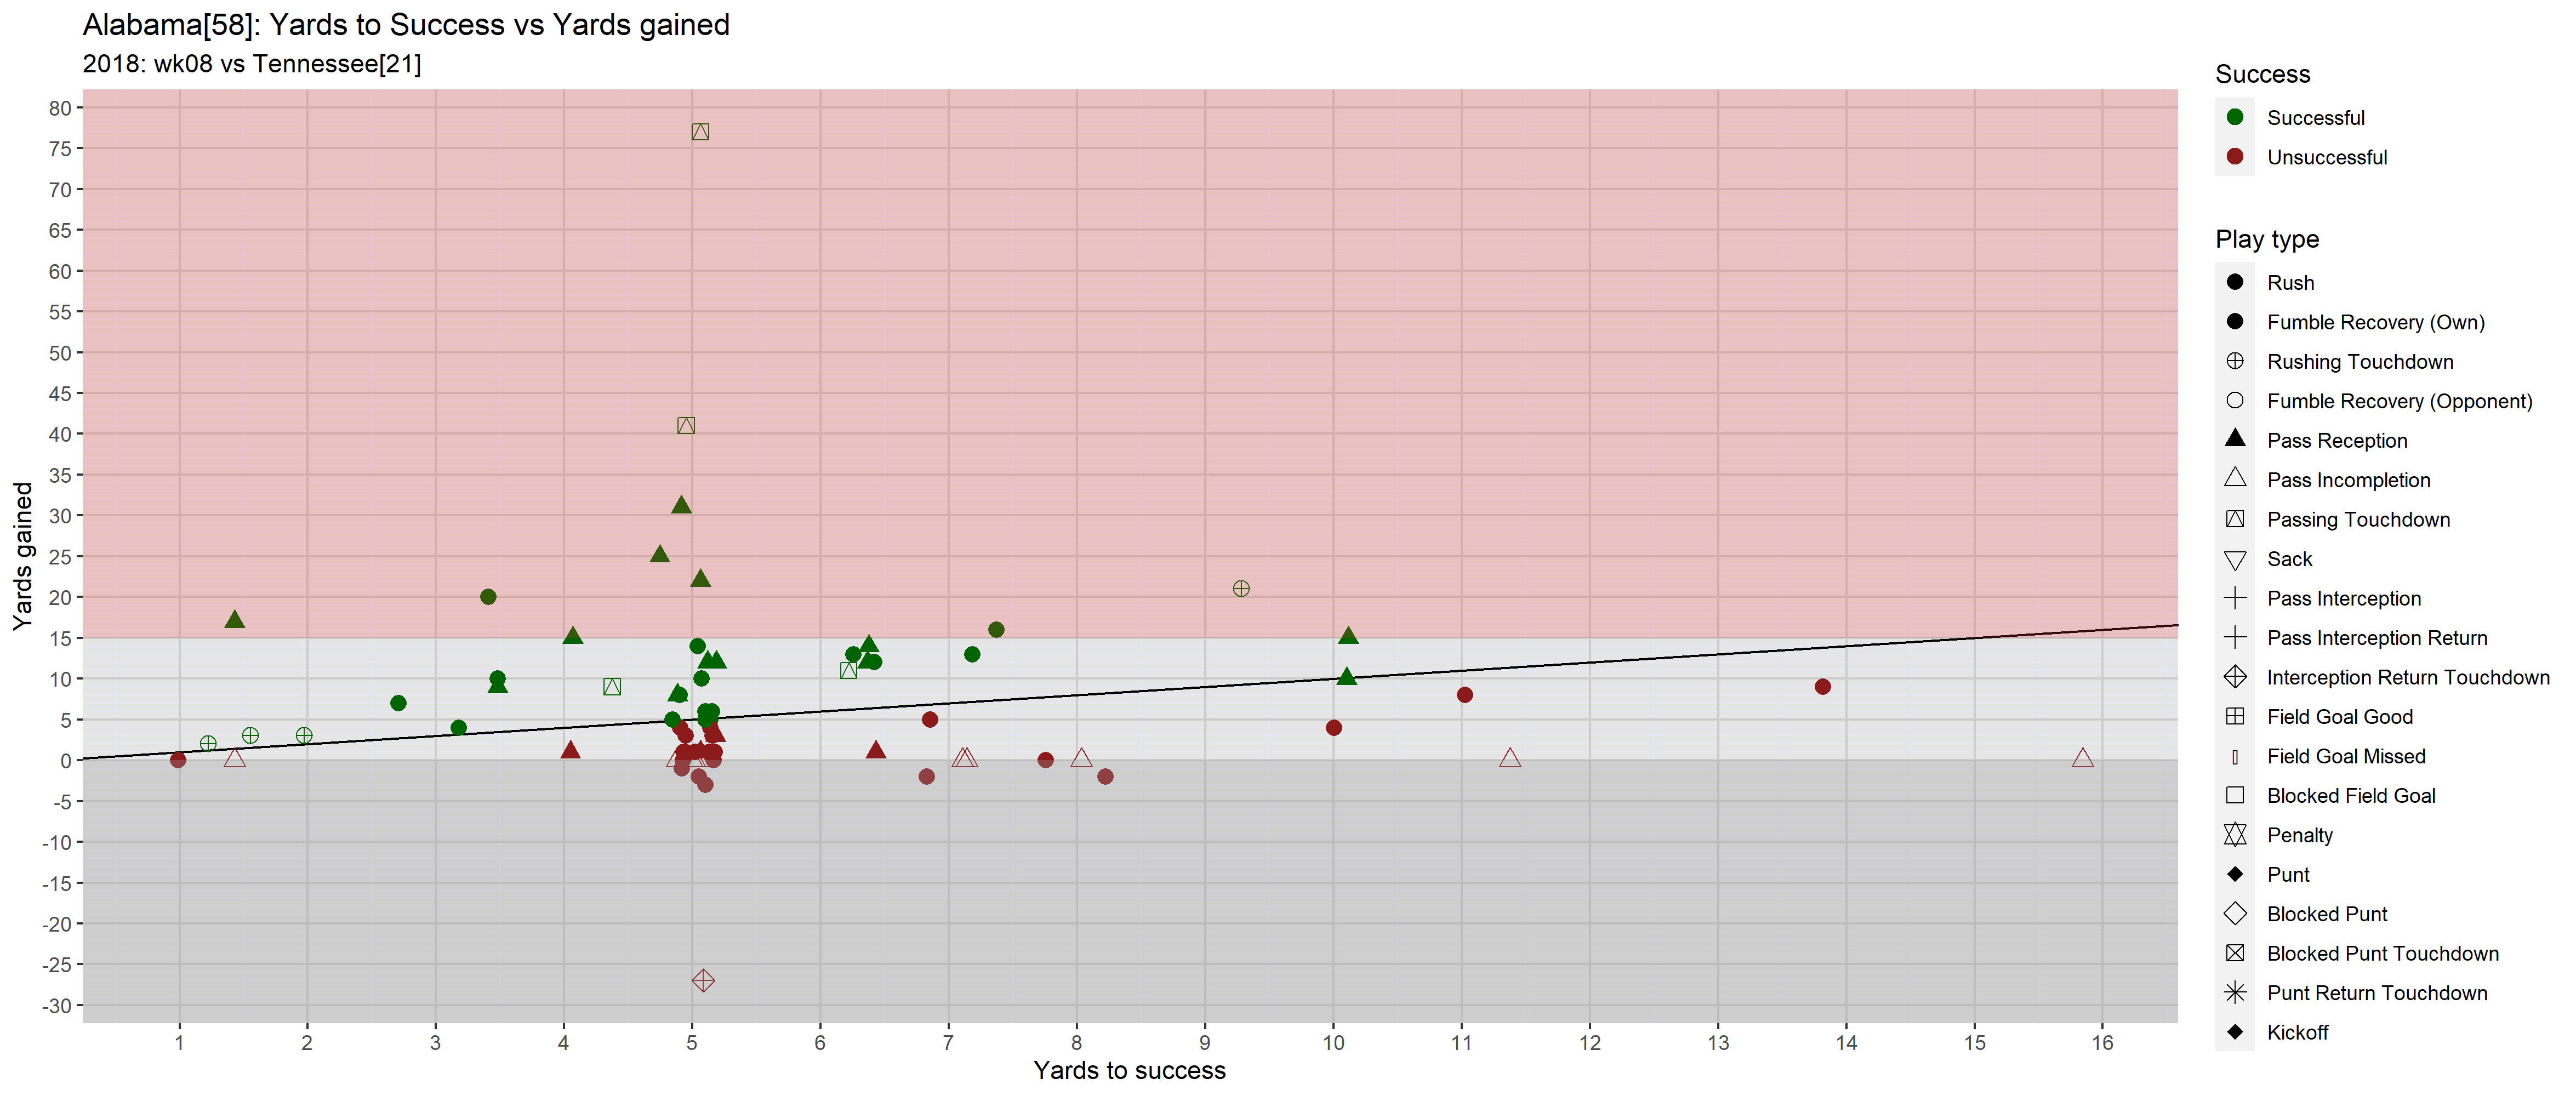 Alabama[58]: Yards to Success vs Yards gained
2018: wk08 vs Tennessee[21]
Yards gained
80
75
70
65
60
55
50
45
40
35
30
25
20
15
10
5
0
-5
-10
-15
-20
-25
-30
1 2 3 4 5 6 7 8 9 10 11 12 13 14 15 16
Yards to success
Success
Successful
Unsuccessful
Play type
Rush
Fumble Recovery (Own)
Rushing Touchdown
Fumble Recovery (Opponent)
Pass Reception
Pass Incompletion
Passing Touchdown
Sack
Pass Interception
Pass Interception Return
Interception Return Touchdown
Field Goal Good
Field Goal Missed
Blocked Field Goal
Penalty
Punt
Blocked Punt
Blocked Punt Touchdown
Punt Return Touchdown
Kickoff